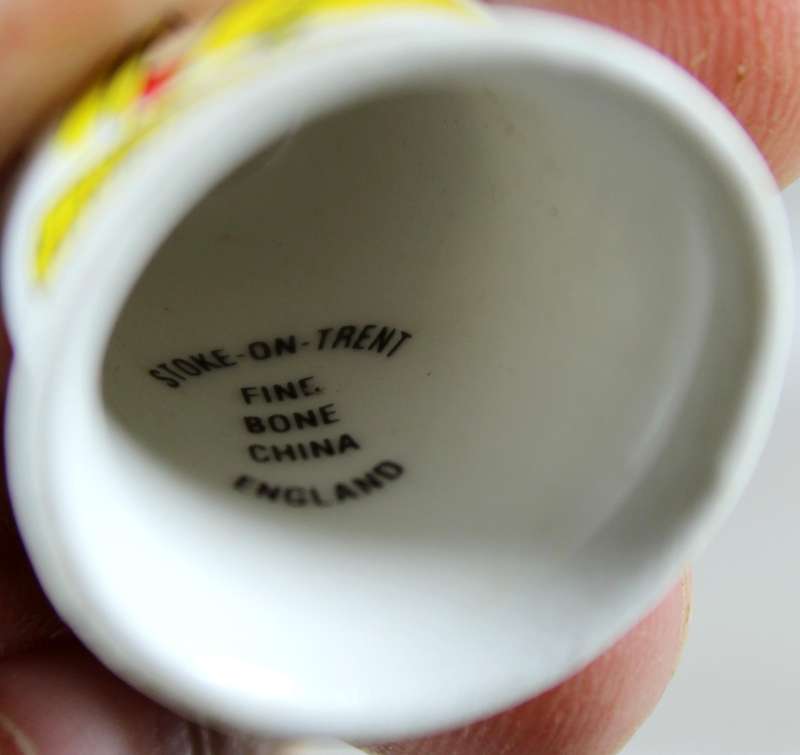 STOKE-ON-TRENT
FINE
BONE
CHINA
ENGLAND